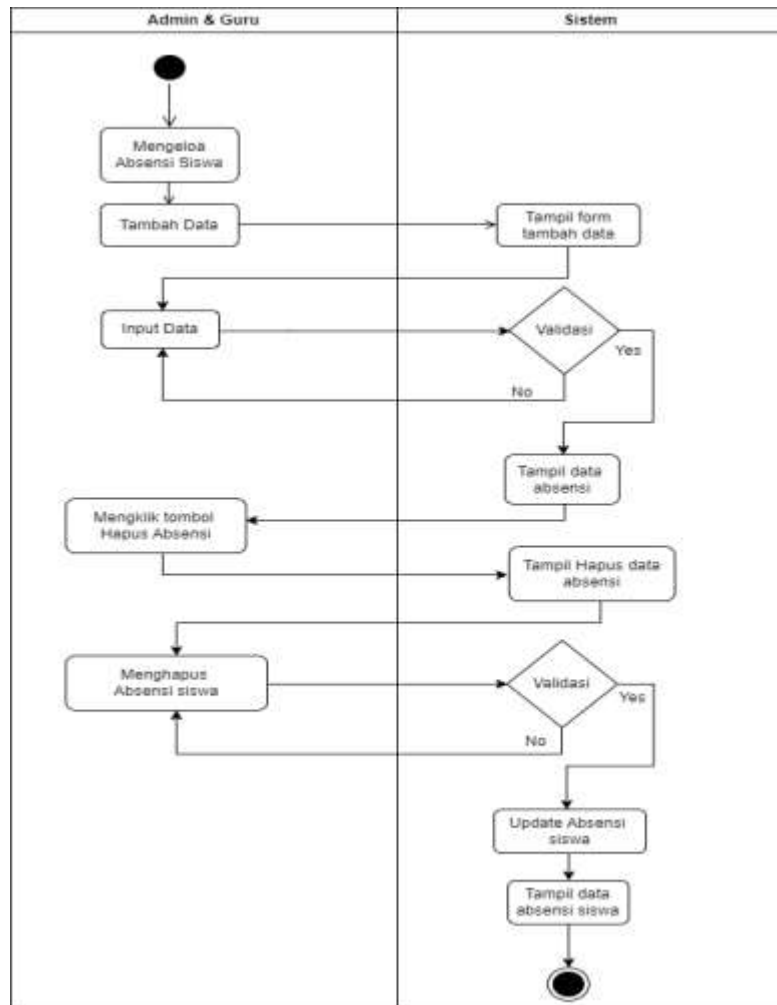 Admin & Guru
Sistem
Mengeloa
Absensi Siswa
Tambah Data
Tampil form
tambah data
Input Data
Validasi
Yes
No
Tampil data
absensi
Mengklik tombol
Hapus Absensi
Tampil Hapus data
absensi
Menghapus
Absensi siswa
Validasi
Yes
No
Update Absensi
siswa
Tampil data
absensi siswa